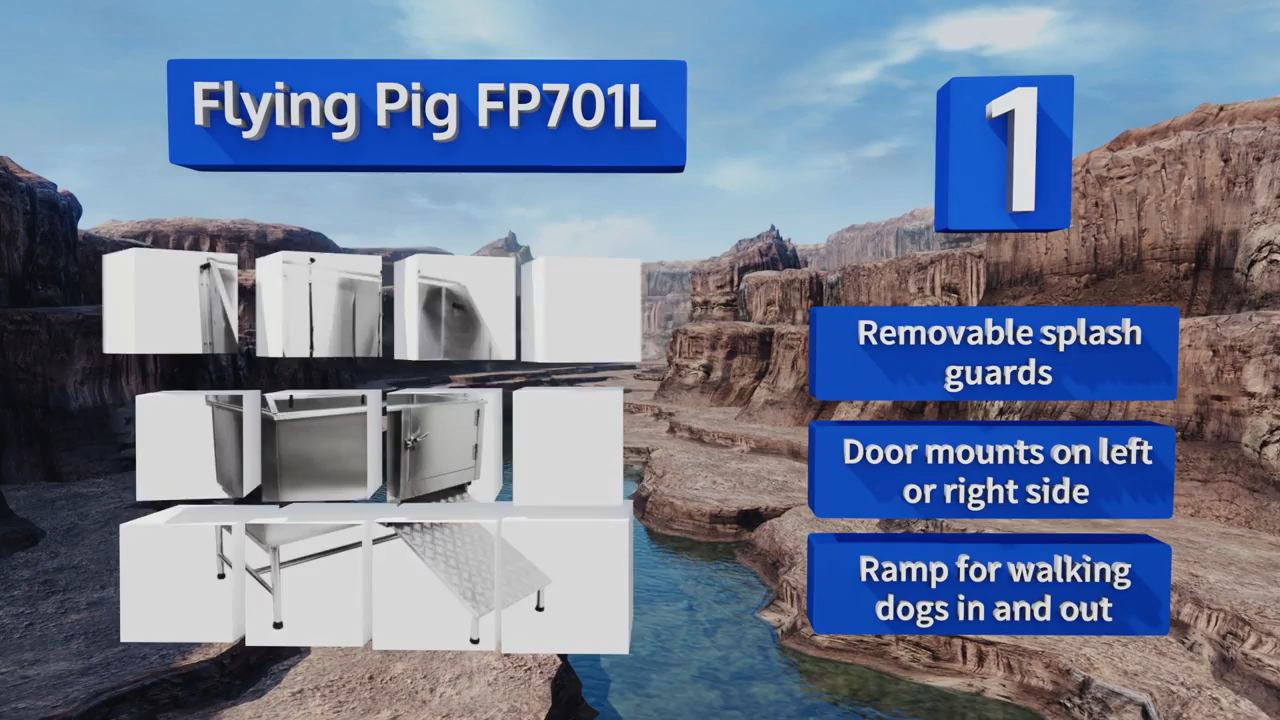 Flying Pig FP701L
1
Removable splash
guards
Door mounts on left
or right side
Ramp for walking
dogs in and out